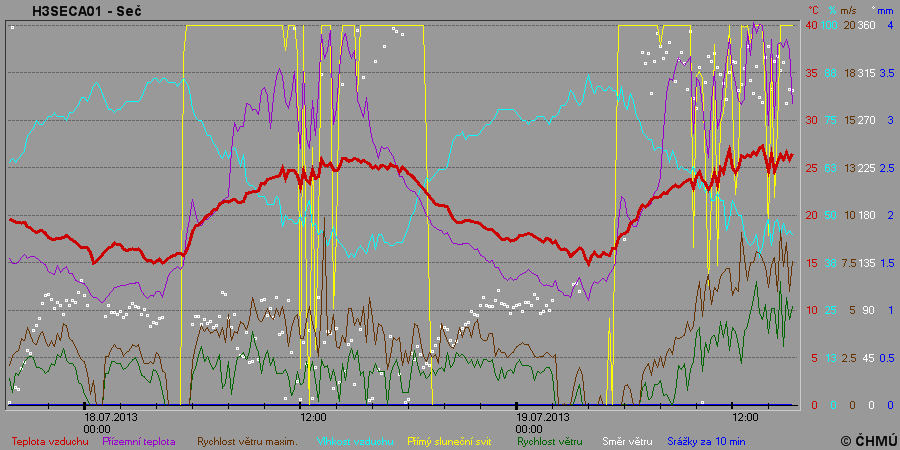 H3SECA01 - Seč
°C % m/s ° mm
40 100 20 360 4
35 88 18 315 3.5
30 75 15 270 3
25 63 13 225 2.5
20 50 10 180 2
15 38 7.5 135 1.5
10 25 5 90 1
5 13 2.5 45 0.5
0 0 0 0 0
18.07.2013 12:00 19.07.2013 12:00
00:00 00:00
Teplota vzduchu Přízemní teplota Rychlost větru maxim. Vlhkost vzduchu Přímý sluneční svit Rychlost větru Směr větru Srážky za 10 min © ČHMÚ